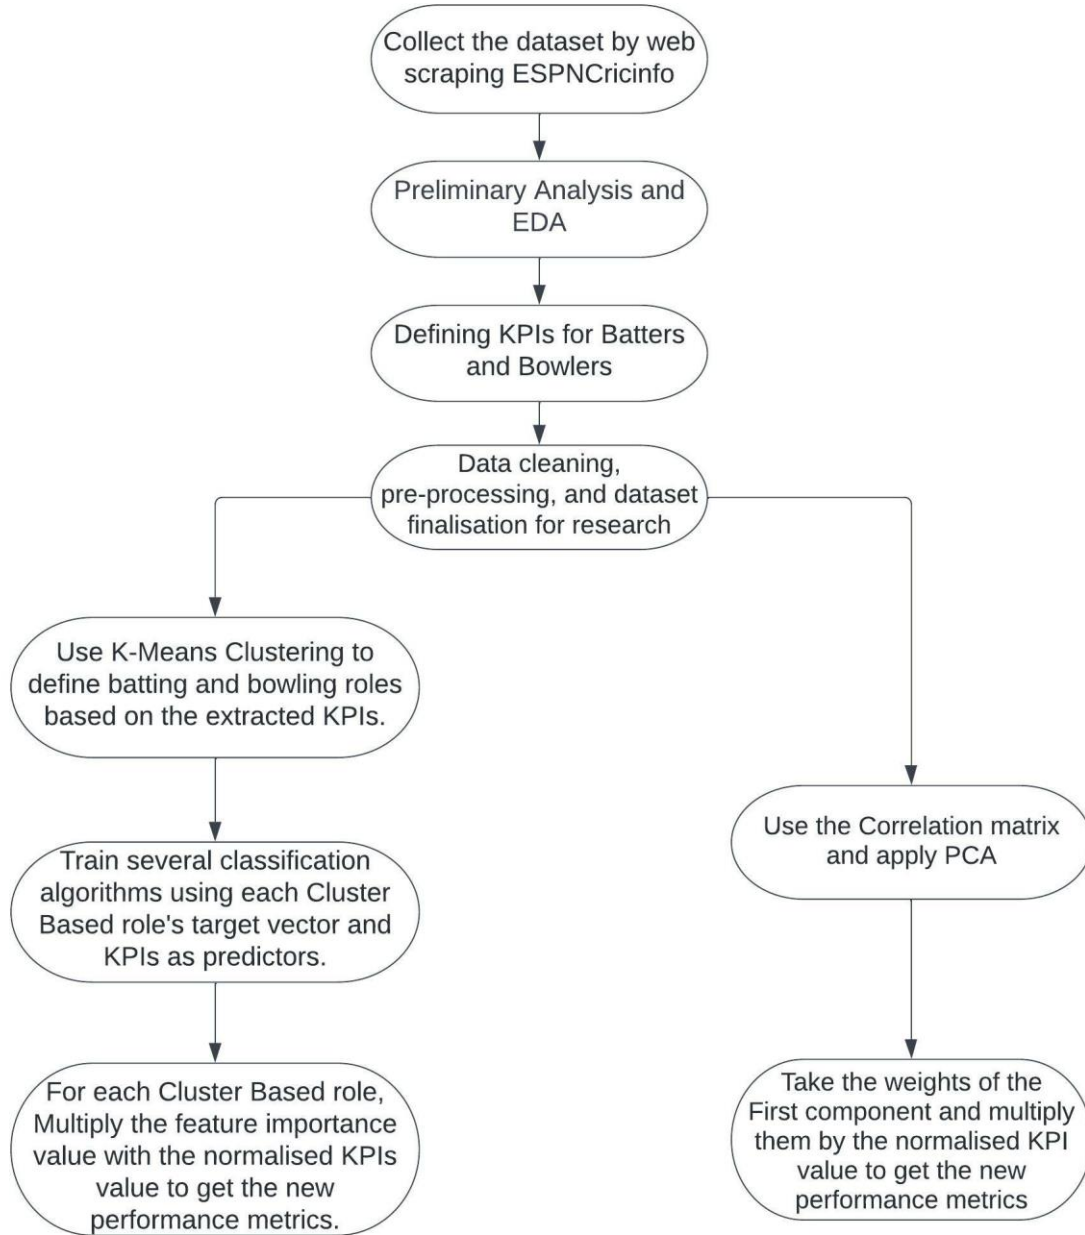 Collect the dataset by web
scraping ESPNCricinfo
Preliminary Analysis and
EDA
Defining KPIs for Batters
and Bowlers
Data cleaning,
pre-processing, and dataset
finalisation for research
Use K-Means Clustering to
define batting and bowling roles
based on the extracted KPIs.
Train several classification
algorithms using each Cluster
Based role's target vector and
KPIs as predictors.
For each Cluster Based role,
Multiply the feature importance
value with the normalised KPIs
value to get the new
performance metrics.
Use the Correlation matrix
and apply PCA
Take the weights of the
First component and multiply
them by the normalised KPI
value to get the new
performance metrics